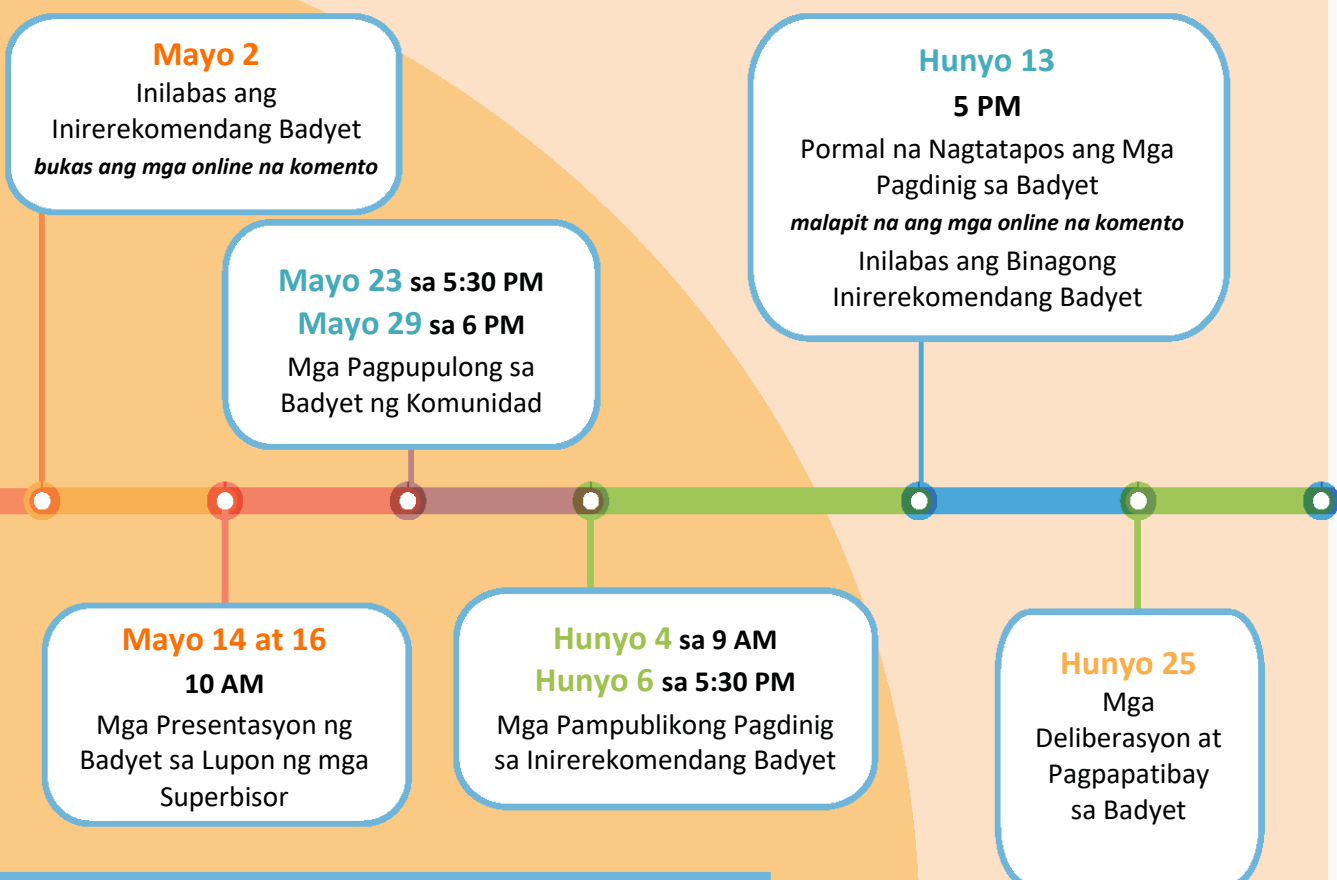 Mayo 2
Inilabas ang
Inirerekomendang Badyet
bukas ang mga online na komento
Mayo 14 at 16
10 AM
Mga Presentasyon ng
Badyet sa Lupon ng mga
Superbisor
Mayo 23 sa 5:30 PM
Mayo 29 sa 6 PM
Mga Pagpupulong sa
Badyet ng Komunidad
Hunyo 4 sa 9 AM
Hunyo 6 sa 5:30 PM
Mga Pampublikong Pagdinig
sa Inirerekomendang Badyet
Hunyo 13
5 PM
Pormal na Nagtatapos ang Mga
Pagdinig sa Badyet
malapit na ang mga online na komento
Inilabas ang Binagong
Inirerekomendang Badyet
Hunyo 25
Mga
Deliberasyon at
Pagpapatibay
sa Badyet